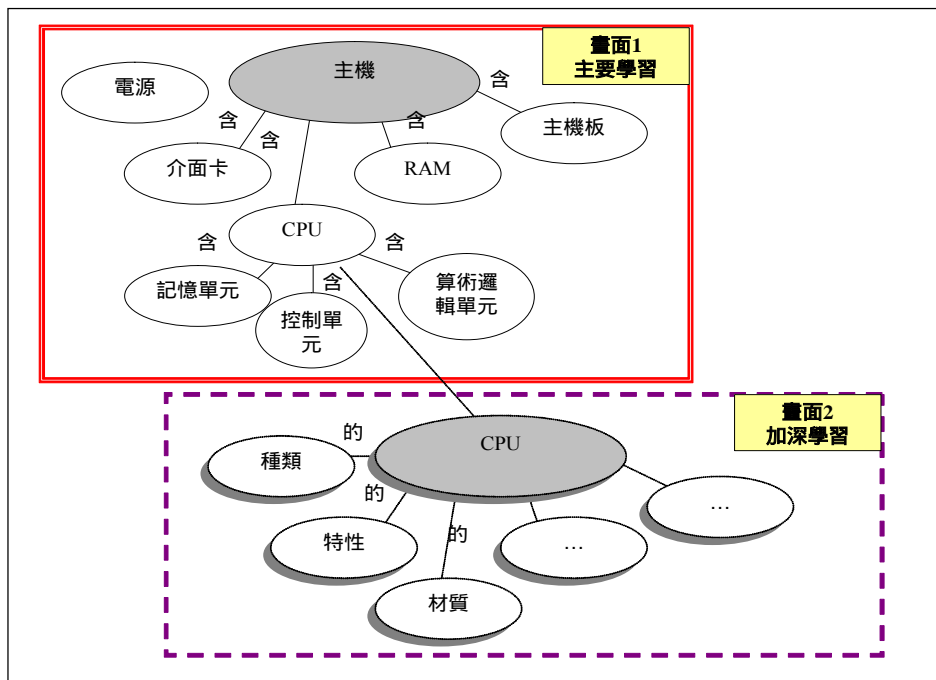 畫面1
主要學習
主機
電源
含
主機板
含
含
含
介面卡
RAM
CPU
含
含
含
記憶單元
控制單
元
算術邏
輯單元
畫面2
加深學習
CPU
的
種類
的
…
特性
的
…
材質